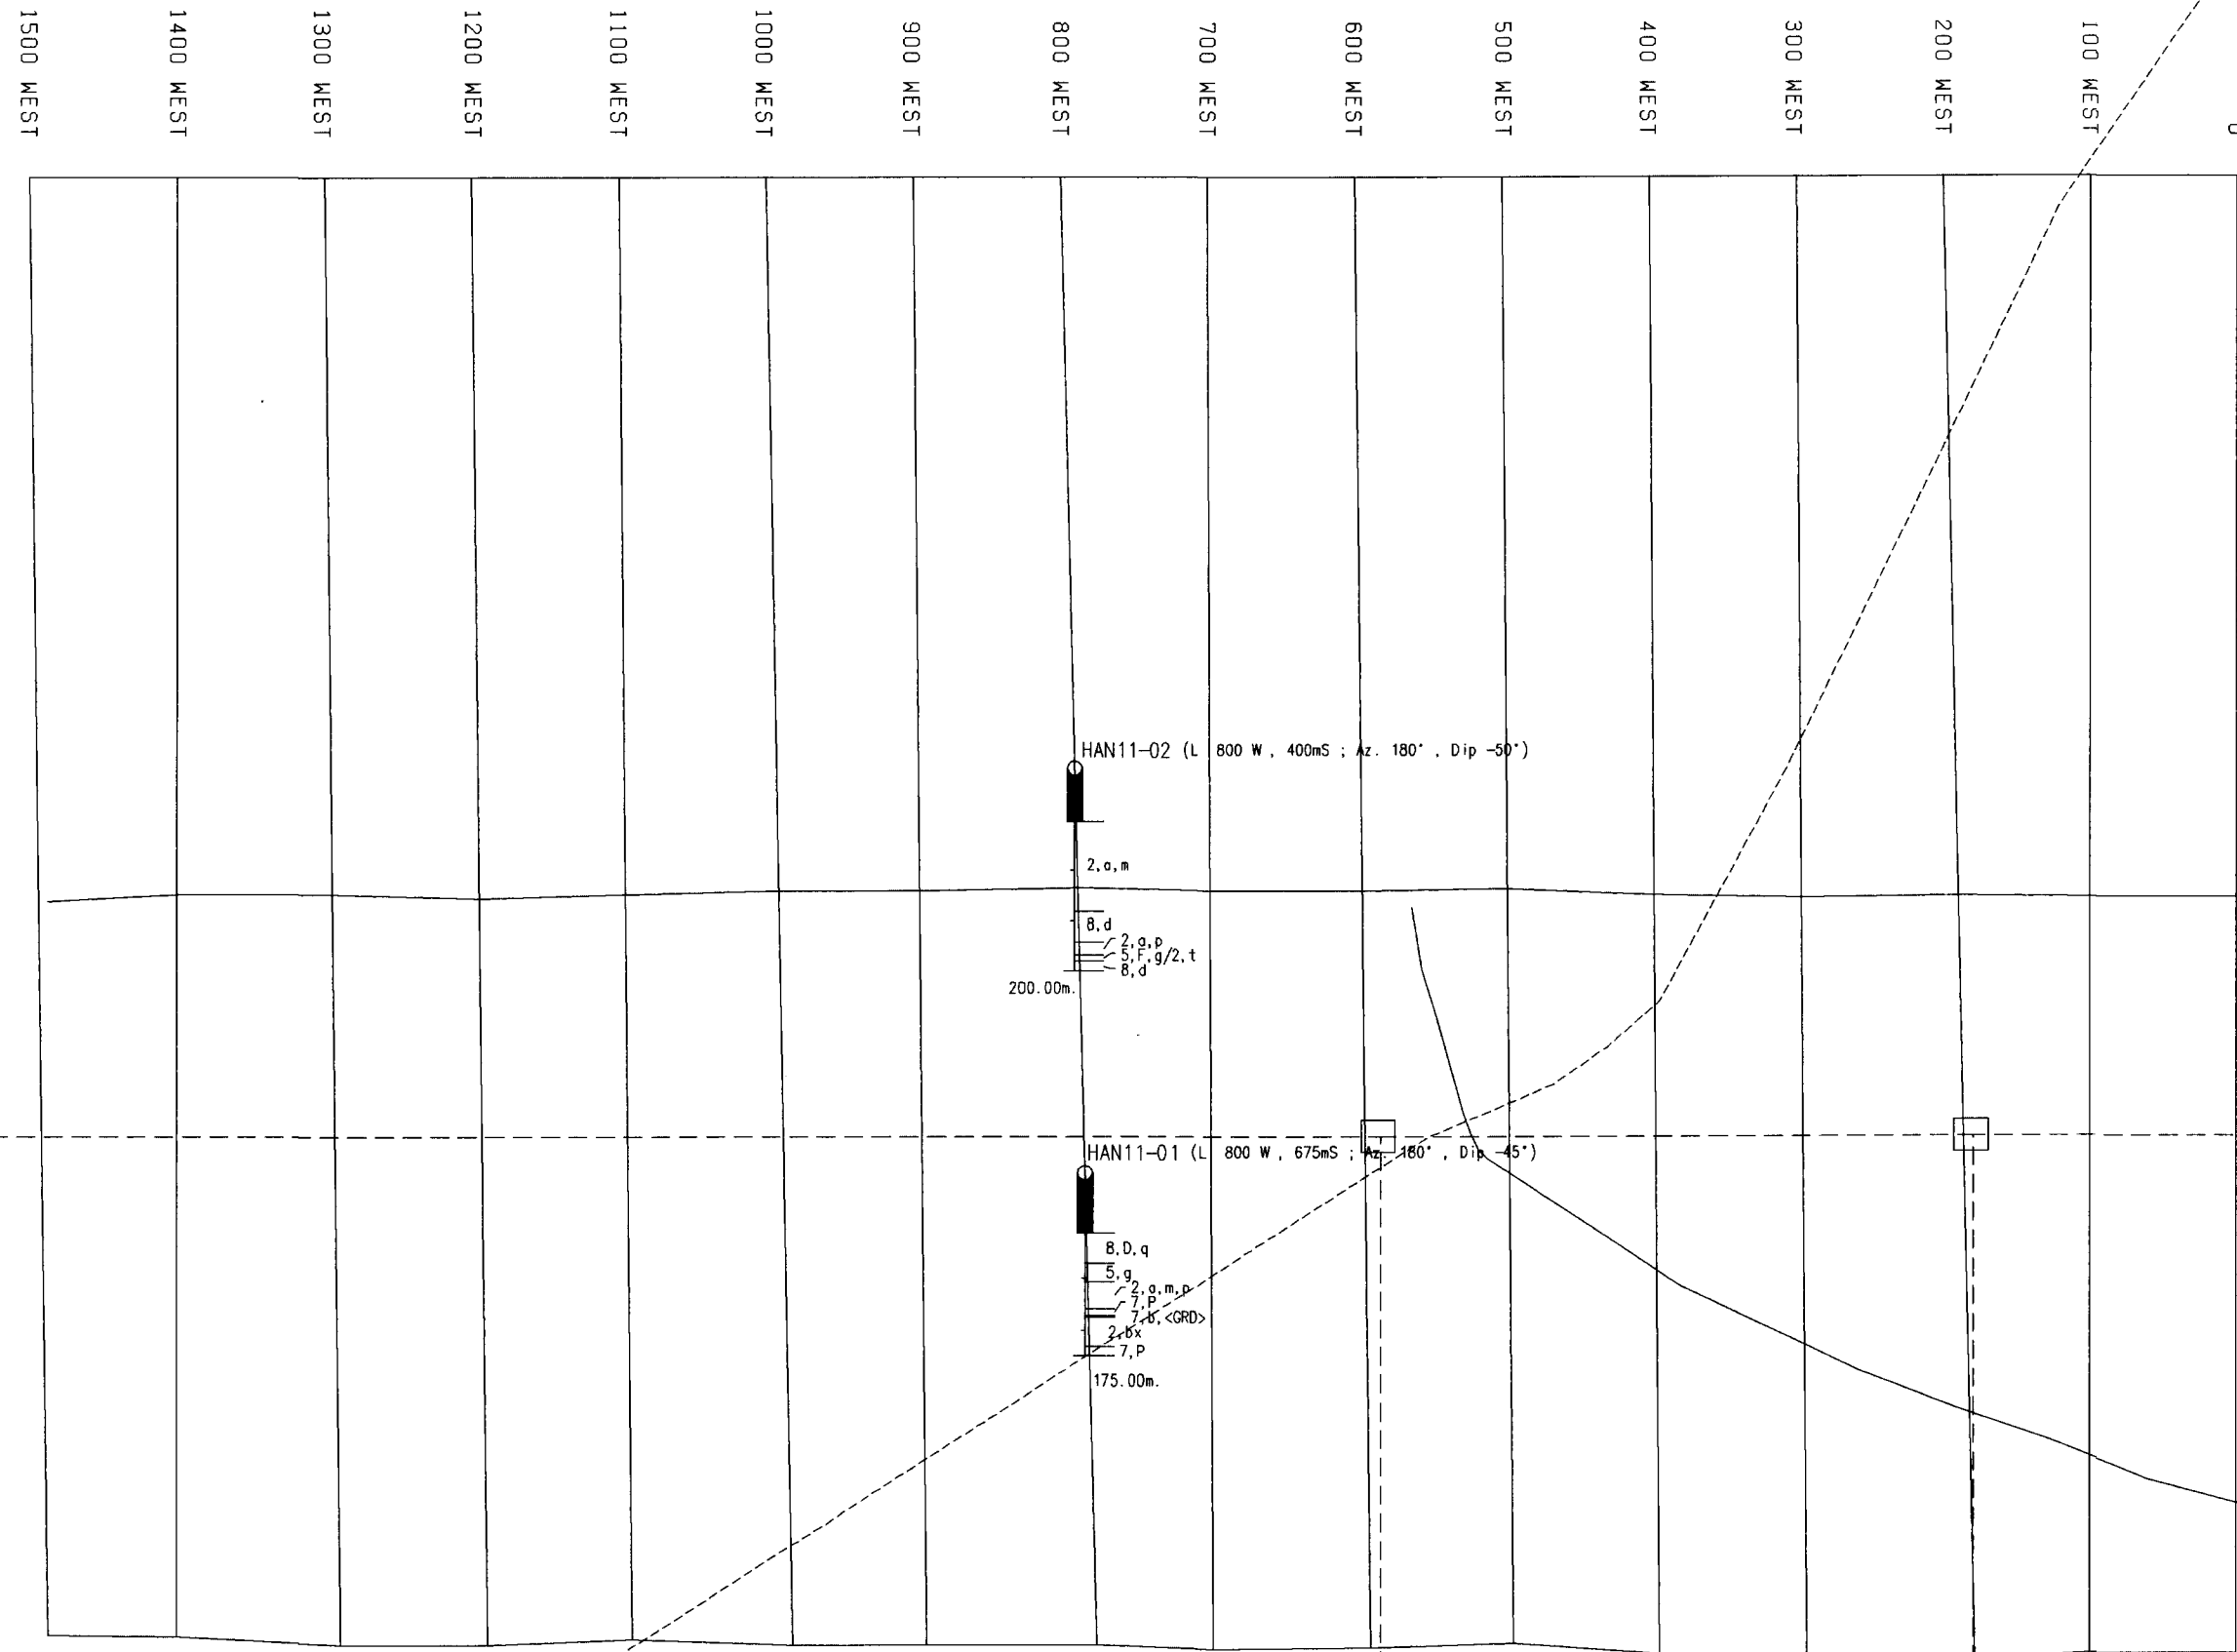 1500 WEST
1400 WEST
1300 WEST
1200 WEST
1100 WEST
1000 WEST
900 WEST
800 WEST
700 WEST
600 WEST
500 WEST
400 WEST
300 WEST
200 WEST
100 WEST
HAN11-02 (L 800 W , 400mS ; Az. 180° , Dip -50°)
2,a,m
8,d
2,a,p
5,F,g/2,t
8,d
200.00m.
HAN11-01 (L 800 W , 675mS ; Az. 180° , Dip -45°)
8,D,q
5,g
2,a,m,p
7,P
7,b,<GRD>
2,bx
7,P
175.00m.